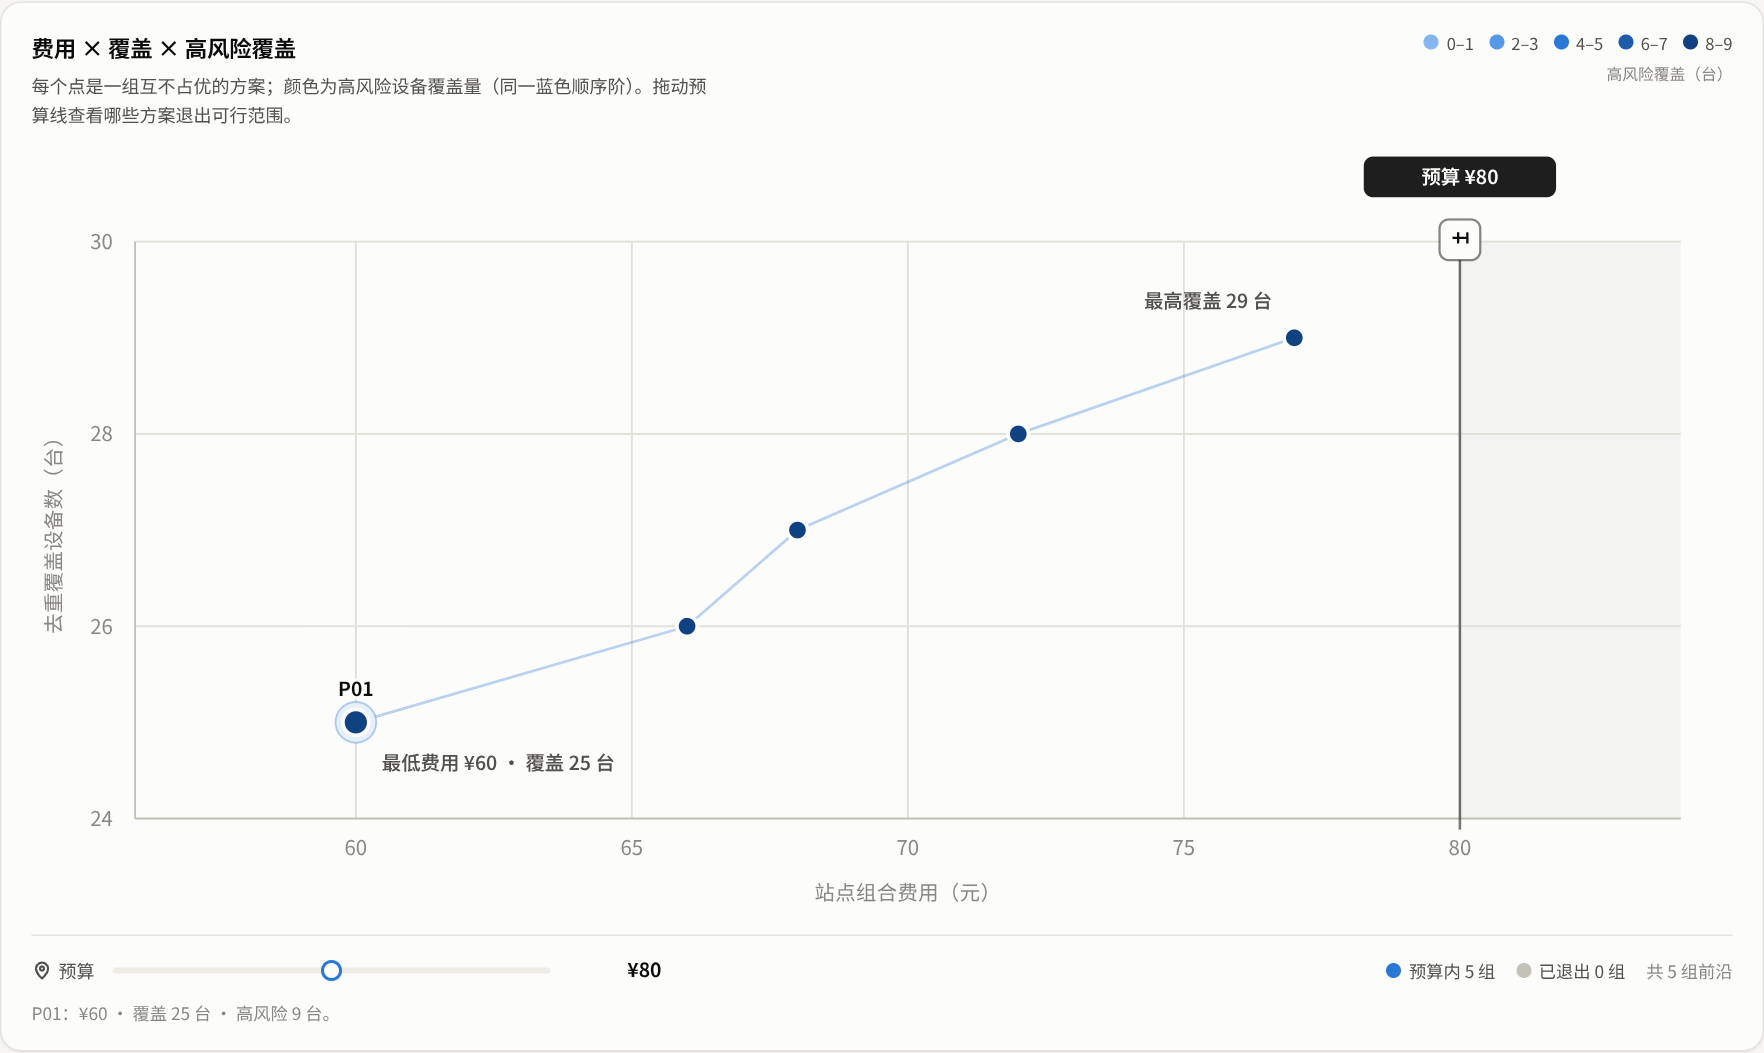 费用 × 覆盖 × 高风险覆盖
每个点是一组互不占优的方案；颜色为高风险设备覆盖量（同一蓝色顺序阶）。拖动预
算线查看哪些方案退出可行范围。
0–1 2–3 4–5 6–7 8–9
高风险覆盖（台）
预算 ¥80
30
最高覆盖 29 台
28
去重覆盖设备数（台）
26
P01
最低费用 ¥60 · 覆盖 25 台
24
60 65 70 75 80
站点组合费用（元）
预算 ¥80 预算内 5 组 已退出 0 组 共 5 组前沿
P01：¥60 · 覆盖 25 台 · 高风险 9 台。